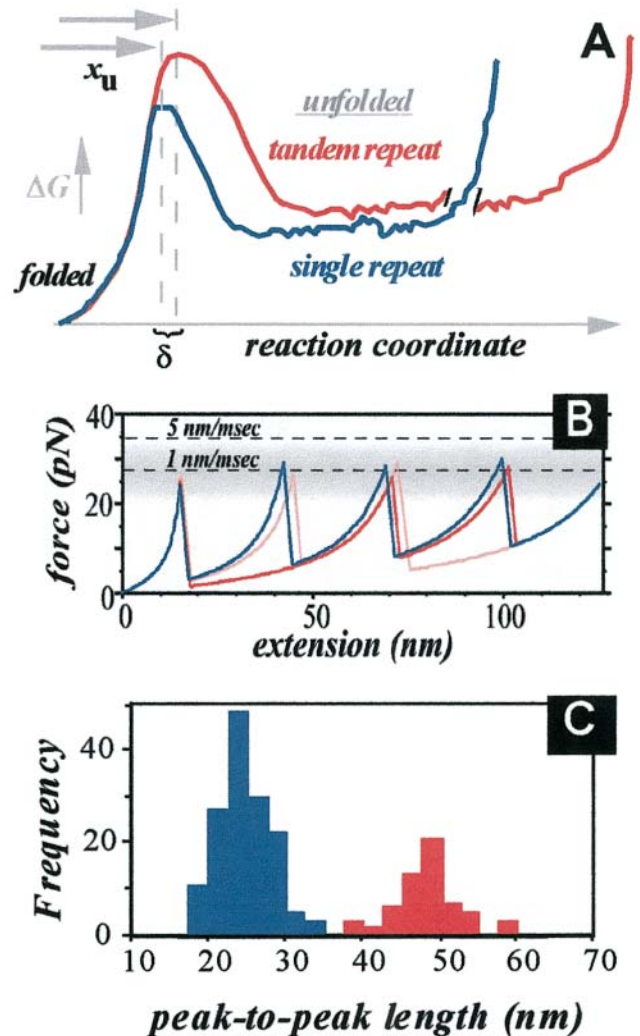 A
xu
unfolded
tandem repeat
ΔG
folded
single repeat
δ
reaction coordinate
B
40
5 nm/msec
1 nm/msec
20
0
force (pN)
0
50
100
extension (nm)
C
40
20
0
Frequency
10 20 30 40 50 60 70
peak-to-peak length (nm)